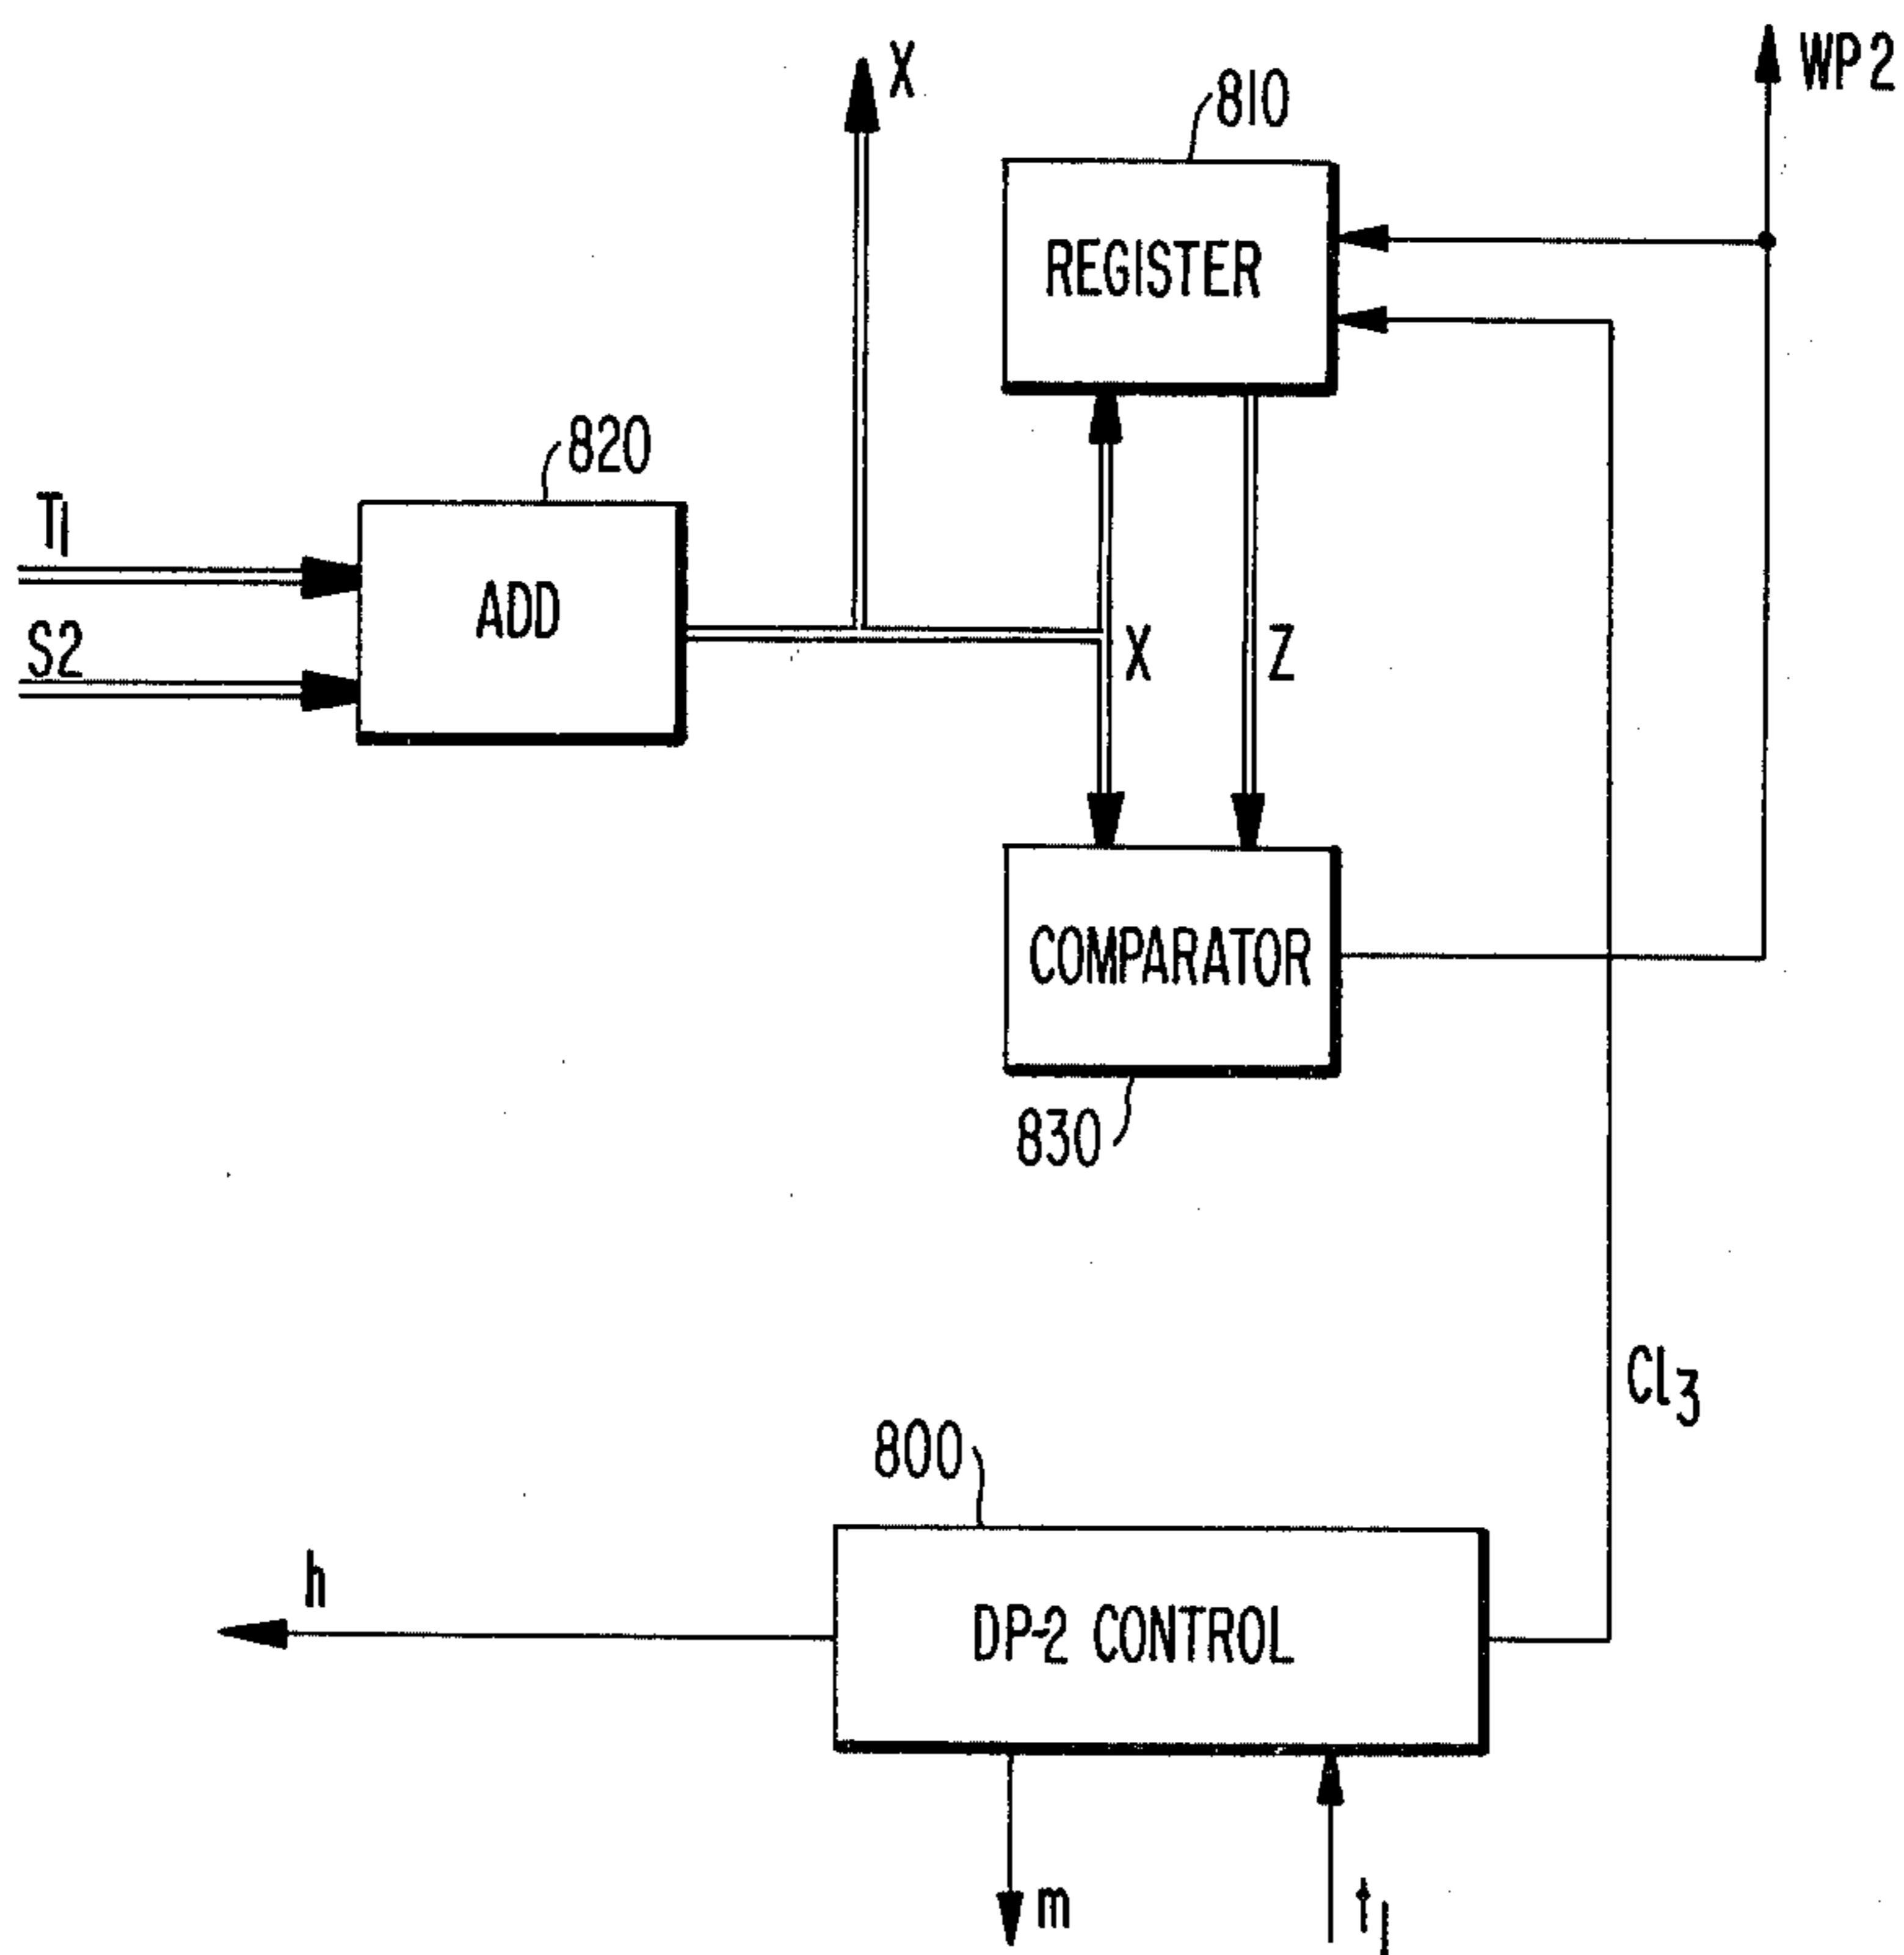 X
WP2
810
REGISTER
820
T1
ADD
S2
X
Z
COMPARATOR
830
Cl3
800
h
DP-2 CONTROL
m
t1